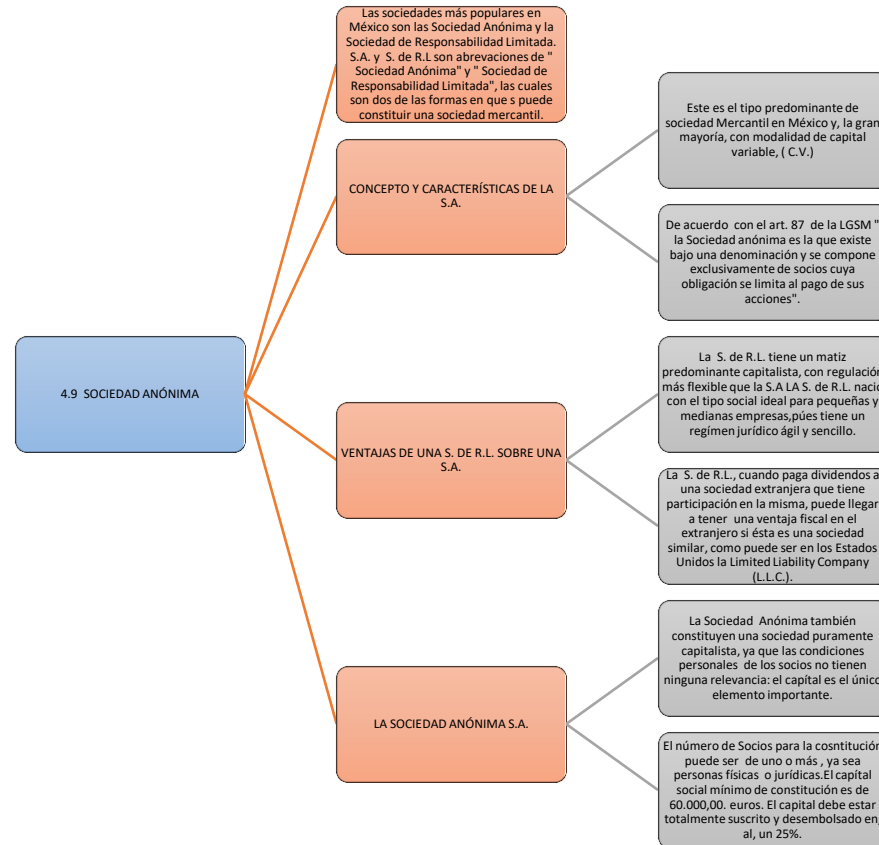 Las sociedades más populares en
México son las Sociedad Anónima y la
Sociedad de Responsabilidad Limitada.
S.A. y S. de R.L son abrevaciones de "
Sociedad Anónima" y " Sociedad de
Responsabilidad Limitada", las cuales
son dos de las formas en que s puede
constituir una sociedad mercantil.
CONCEPTO Y CARACTERÍSTICAS DE LA
S.A.
Este es el tipo predominante de
sociedad Mercantil en México y, la gran
mayoría, con modalidad de capital
variable, ( C.V.)
De acuerdo con el art. 87 de la LGSM "
la Sociedad anónima es la que existe
bajo una denominación y se compone
exclusivamente de socios cuya
obligación se limita al pago de sus
acciones".
4.9 SOCIEDAD ANÓNIMA
VENTAJAS DE UNA S. DE R.L. SOBRE UNA
S.A.
La S. de R.L. tiene un matiz
predominante capitalista, con regulación
más flexible que la S.A LA S. de R.L. nacio
con el tipo social ideal para pequeñas y
medianas empresas,púes tiene un
regímen jurídico ágil y sencillo.
La S. de R.L., cuando paga dividendos a
una sociedad extranjera que tiene
participación en la misma, puede llegar
a tener una ventaja fiscal en el
extranjero si ésta es una sociedad
similar, como puede ser en los Estados
Unidos la Limited Liability Company
(L.L.C.).
LA SOCIEDAD ANÓNIMA S.A.
La Sociedad Anónima también
constituyen una sociedad puramente
capitalista, ya que las condiciones
personales de los socios no tienen
ninguna relevancia: el capítal es el único
elemento importante.
El número de Socios para la cosntitución
puede ser de uno o más , ya sea
personas físicas o jurídicas.El capítal
social mínimo de constitución es de
60.000,00. euros. El capital debe estar
totalmente suscrito y desembolsado en,
al, un 25%.